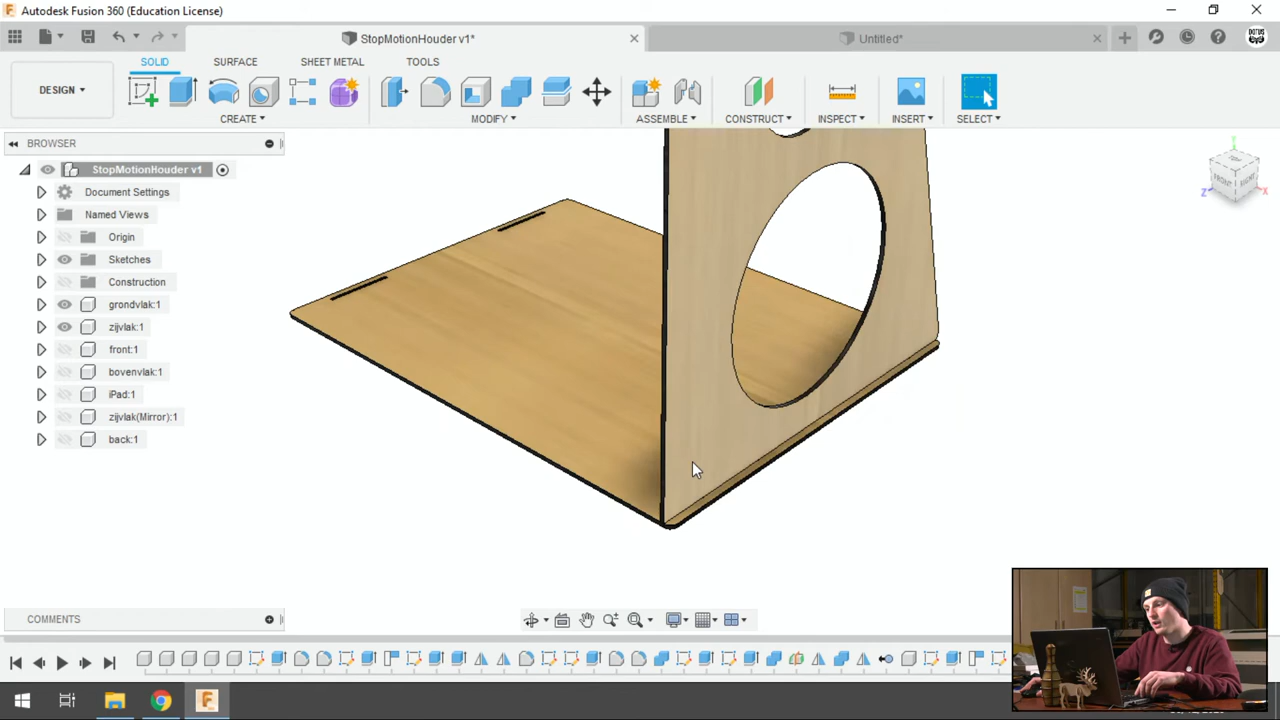 Autodesk Fusion 360 (Education License)
StopMotionHouder v1*
Untitled*
DESIGN
SOLID
SURFACE
SHEET METAL
TOOLS
CREATE
MODIFY
ASSEMBLE
CONSTRUCT
INSPECT
INSERT
SELECT
BROWSER
StopMotionHouder v1
Document Settings
Named Views
Origin
Sketches
Construction
grondvlak:1
zijvlak:1
front:1
bovenvlak:1
iPad:1
zijvlak(Mirror):1
back:1
FRONT
RIGHT
Z
X
COMMENTS